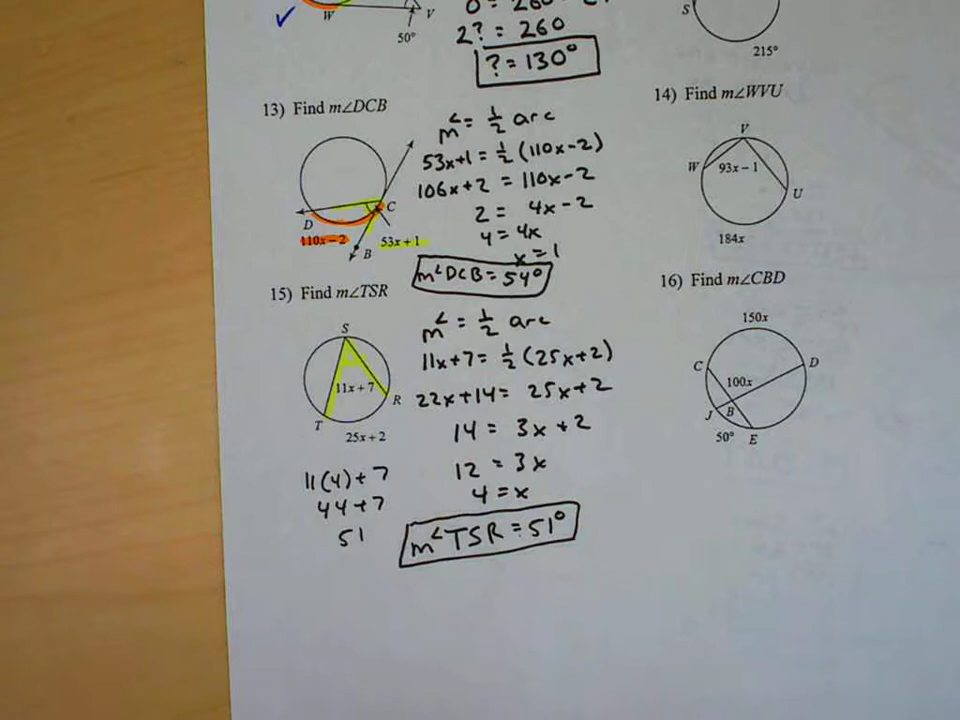 W
V
50°
2? = 260
? = 130°
S
215°
13) Find m∠DCB
D
C
B
110x − 2
53x + 1
m∠ = 1/2 arc
53x+1 = 1/2 (110x−2)
106x+2 = 110x−2
2 = 4x−2
4 = 4x
x = 1
m∠DCB = 54°
14) Find m∠WVU
V
W
93x − 1
U
184x
15) Find m∠TSR
S
11x + 7
R
T
25x + 2
11(4) + 7
44+7
51
m∠ = 1/2 arc
11x+7 = 1/2 (25x+2)
22x+14 = 25x+2
14 = 3x+2
12 = 3x
4 = x
m∠TSR = 51°
16) Find m∠CBD
150x
C
D
100x
J
B
50°
E